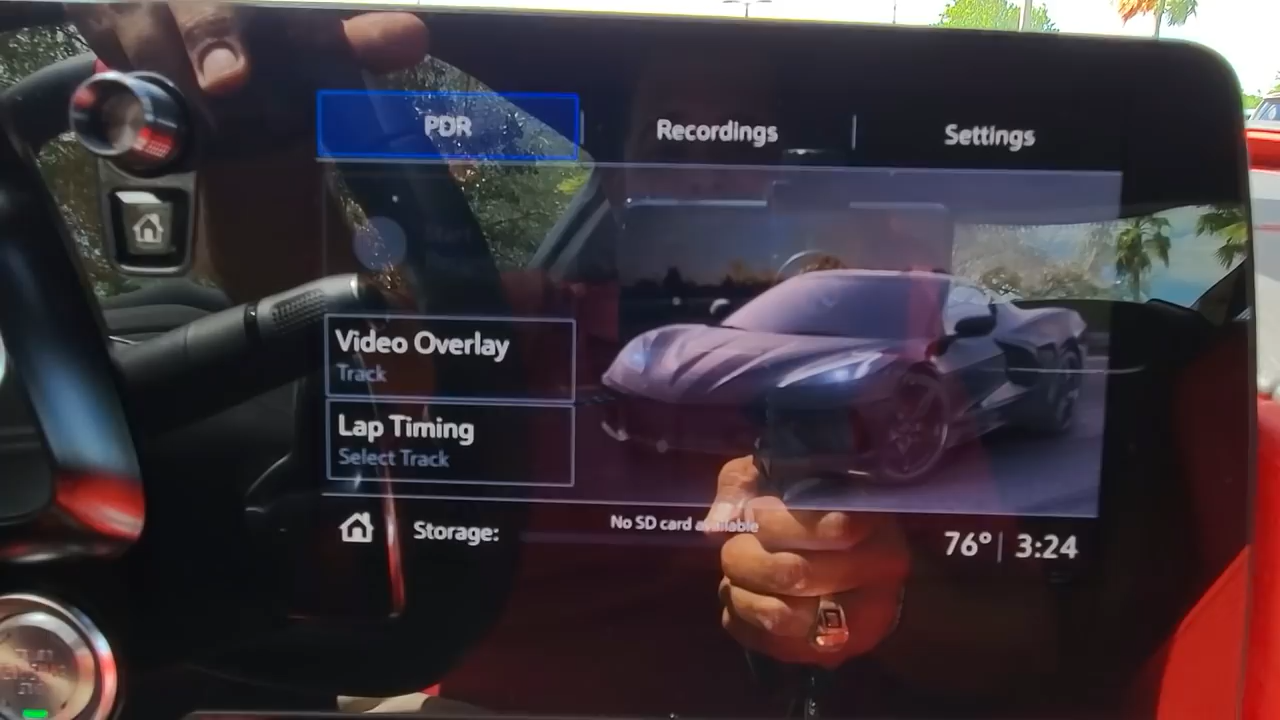 PDR
Recordings
Settings
Video Overlay
Track
Lap Timing
Select Track
Storage:
No SD card available
76° 3:24